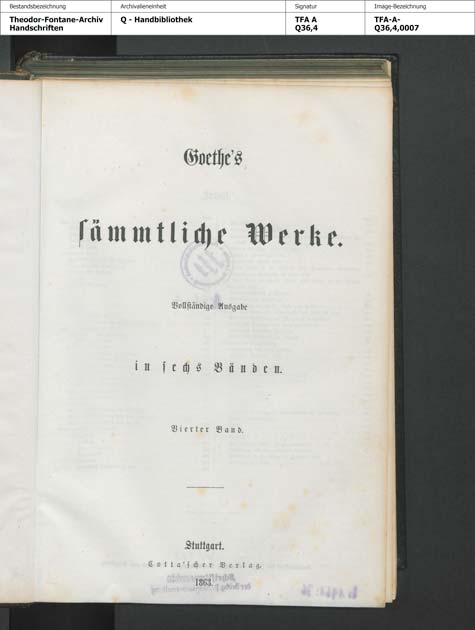 Bestandsbezeichnung
Archivalieneinheit
Signatur
Image-Bezeichnung
Theodor-Fontane-Archiv
Handschriften
Q - Handbibliothek
TFA A
Q36,4
TFA-A-
Q36,4,0007
Goethe's
sämmtliche Werke.
Vollständige Ausgabe
in sechs Bänden.
Vierter Band.
Stuttgart.
Cotta'scher Verlag.
1863.